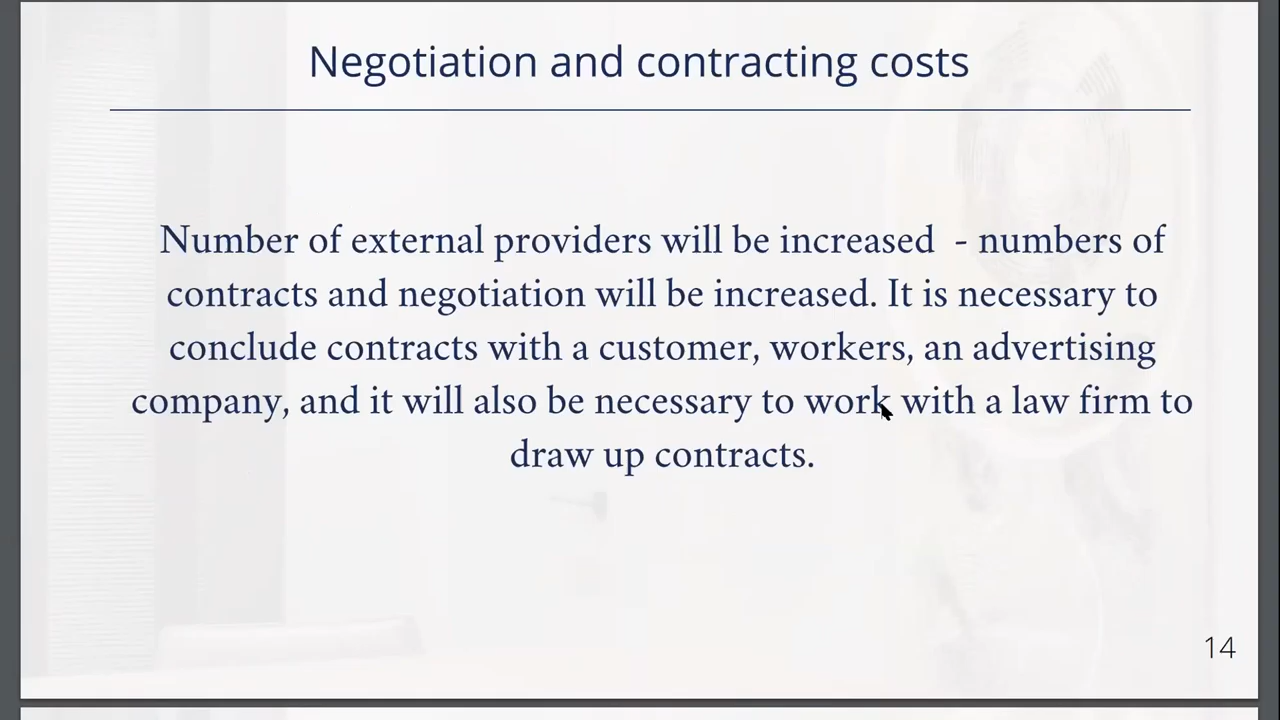 Negotiation and contracting costs
Number of external providers will be increased - numbers of
contracts and negotiation will be increased. It is necessary to
conclude contracts with a customer, workers, an advertising
company, and it will also be necessary to work with a law firm to
draw up contracts.
14